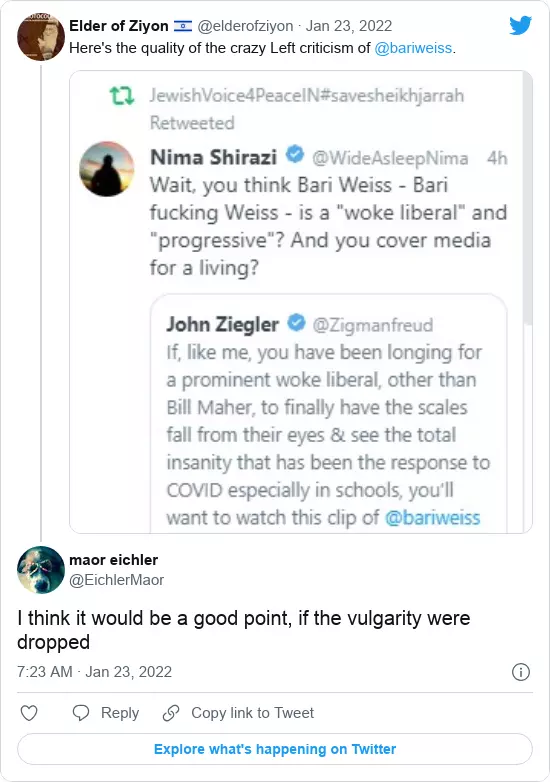 Elder of Ziyon 🇮🇱 @elderofziyon · Jan 23, 2022
Here's the quality of the crazy Left criticism of @bariweiss.
JewishVoice4PeaceIN#savesheikhjarrah
Retweeted
Nima Shirazi @WideAsleepNima 4h
Wait, you think Bari Weiss - Bari
fucking Weiss - is a "woke liberal" and
"progressive"? And you cover media
for a living?
John Ziegler @Zigmanfreud
If, like me, you have been longing for
a prominent woke liberal, other than
Bill Maher, to finally have the scales
fall from their eyes & see the total
insanity that has been the response to
COVID especially in schools, you'll
want to watch this clip of @bariweiss
maor eichler
@EichlerMaor
I think it would be a good point, if the vulgarity were
dropped
7:23 AM · Jan 23, 2022
Reply Copy link to Tweet
Explore what's happening on Twitter